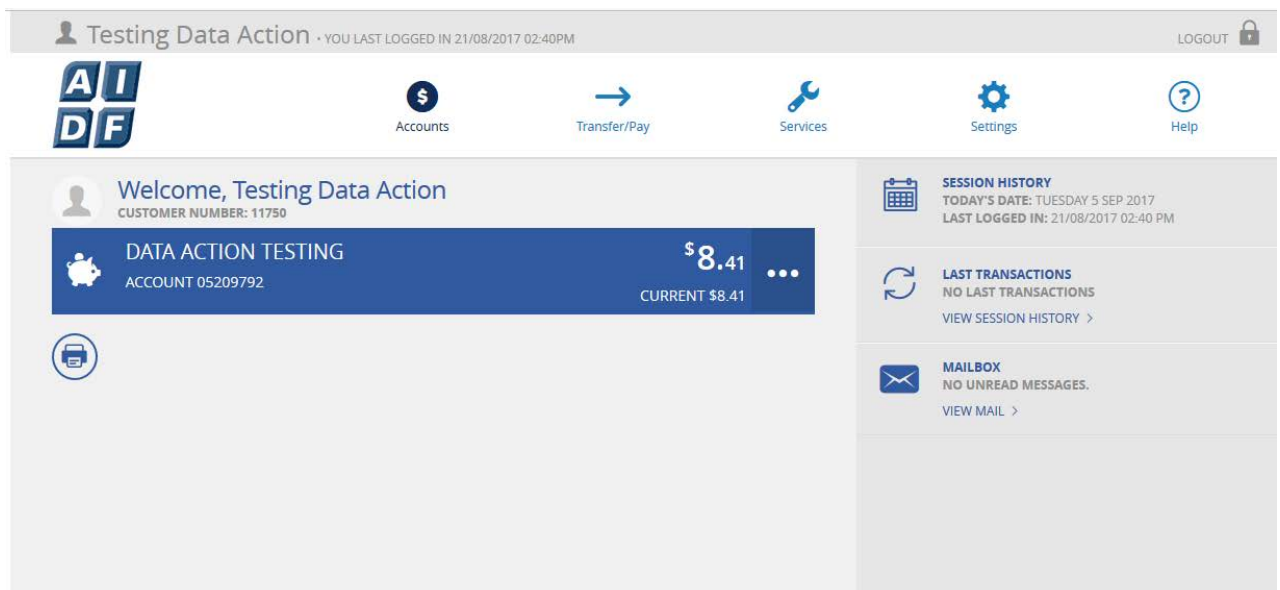 Testing Data Action • YOU LAST LOGGED IN 21/08/2017 02:40PM
LOGOUT
A I
D F
Accounts
Transfer/Pay
Services
Settings
Help
Welcome, Testing Data Action
CUSTOMER NUMBER: 11750
DATA ACTION TESTING
$8.41
ACCOUNT 05209792
CURRENT $8.41
SESSION HISTORY
TODAY'S DATE: TUESDAY 5 SEP 2017
LAST LOGGED IN: 21/08/2017 02:40 PM
LAST TRANSACTIONS
NO LAST TRANSACTIONS
VIEW SESSION HISTORY >
MAILBOX
NO UNREAD MESSAGES.
VIEW MAIL >